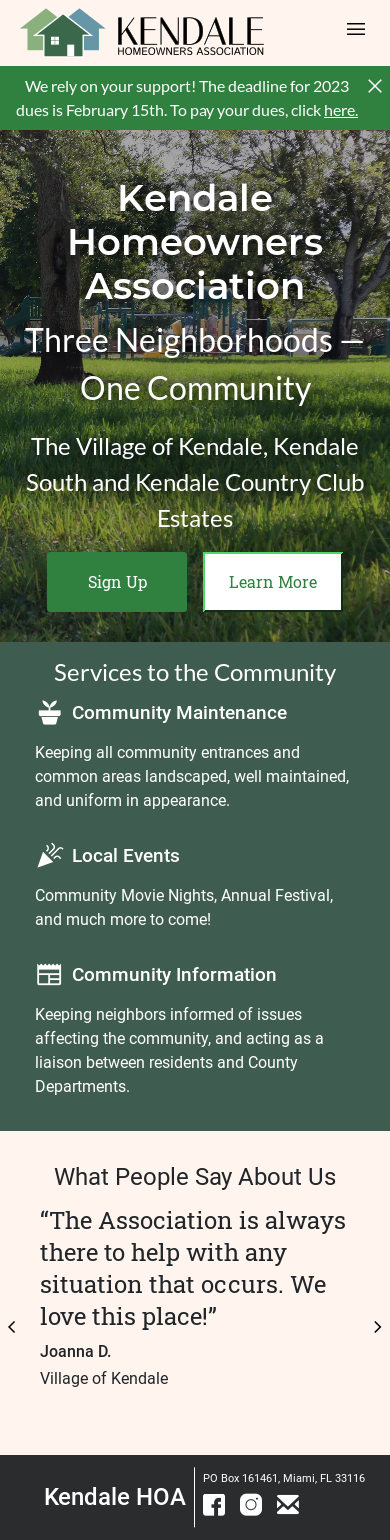 KENDALE
HOMEOWNERS ASSOCIATION
We rely on your support! The deadline for 2023
dues is February 15th. To pay your dues, click here.
Kendale
Homeowners
Association
Three Neighborhoods —
One Community
The Village of Kendale, Kendale
South and Kendale Country Club
Estates
Sign Up
Learn More
Services to the Community
Community Maintenance
Keeping all community entrances and
common areas landscaped, well maintained,
and uniform in appearance.
Local Events
Community Movie Nights, Annual Festival,
and much more to come!
Community Information
Keeping neighbors informed of issues
affecting the community, and acting as a
liaison between residents and County
Departments.
What People Say About Us
“The Association is always
there to help with any
situation that occurs. We
love this place!”
Joanna D.
Village of Kendale
Kendale HOA
PO Box 161461, Miami, FL 33116